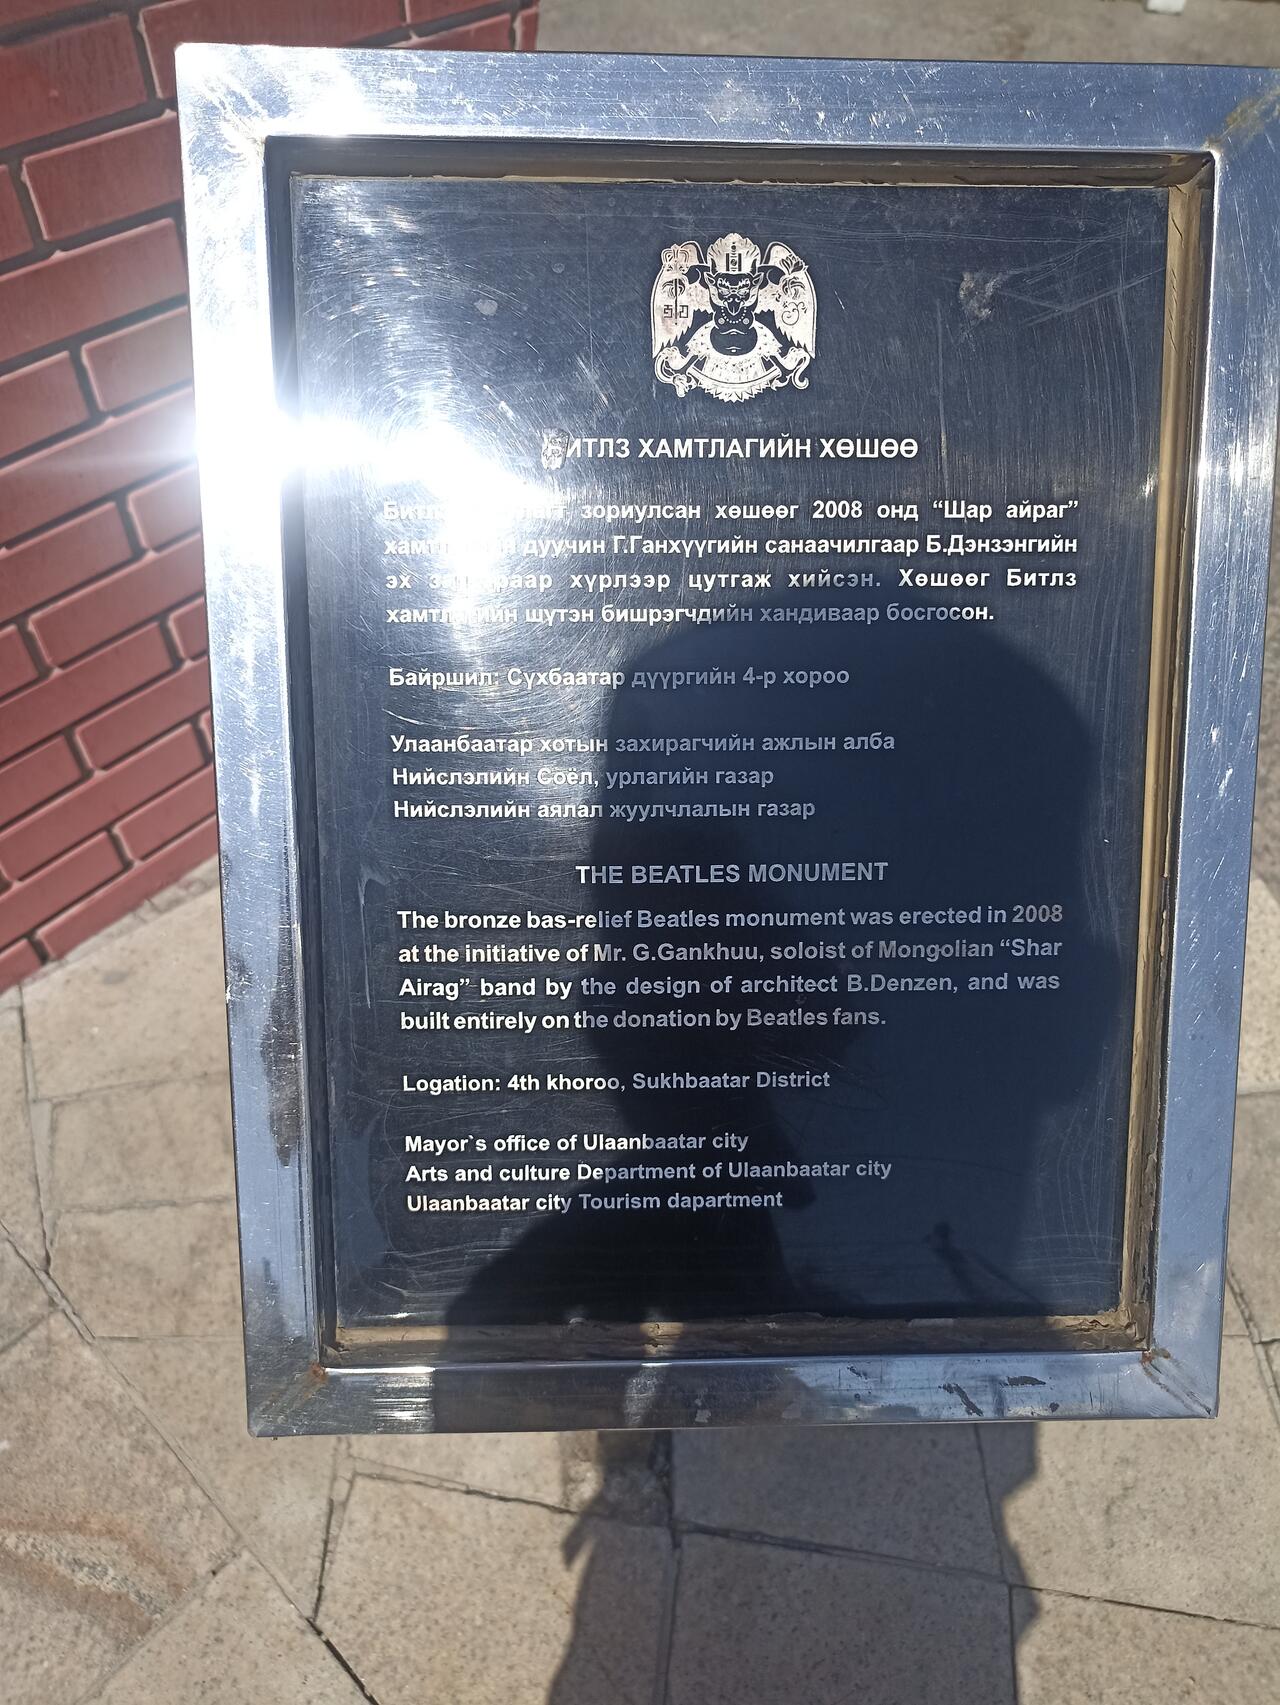 БИТЛЗ ХАМТЛАГИЙН ХӨШӨӨ
зориулсан хөшөөг 2008 онд “Шар айраг”
дуучин Г.Ганхүүгийн санаачилгаар Б.Дэнзэнгийн
эх хүрлээр цутгаж хийсэн. Хөшөөг Битлз
шүтэн бишрэгчдийн хандиваар босгосон.
Байршил: Сүхбаатар дүүргийн 4-р хороо
Улаанбаатар хотын захирагчийн ажлын алба
Нийслэлийн Соёл, урлагийн газар
Нийслэлийн аялал жуулчлалын газар
THE BEATLES MONUMENT
The bronze bas-relief Beatles monument was erected in 2008
at the initiative of Mr. G.Gankhuu, soloist of Mongolian “Shar
Airag” band by the design of architect B.Denzen, and was
built entirely on the donation by Beatles fans.
Logation: 4th khoroo, Sukhbaatar District
Mayor`s office of Ulaanbaatar city
Arts and culture Department of Ulaanbaatar city
Ulaanbaatar city Tourism dapartment